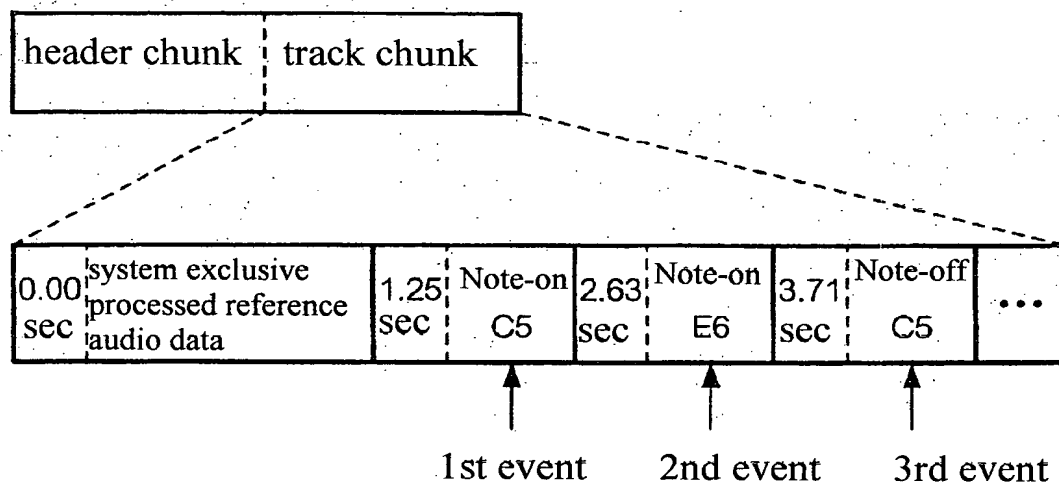 header chunk track chunk
0.00 sec
system exclusive
processed reference
audio data
1.25 sec
Note-on
C5
2.63 sec
Note-on
E6
3.71 sec
Note-off
C5
...
1st event 2nd event 3rd event